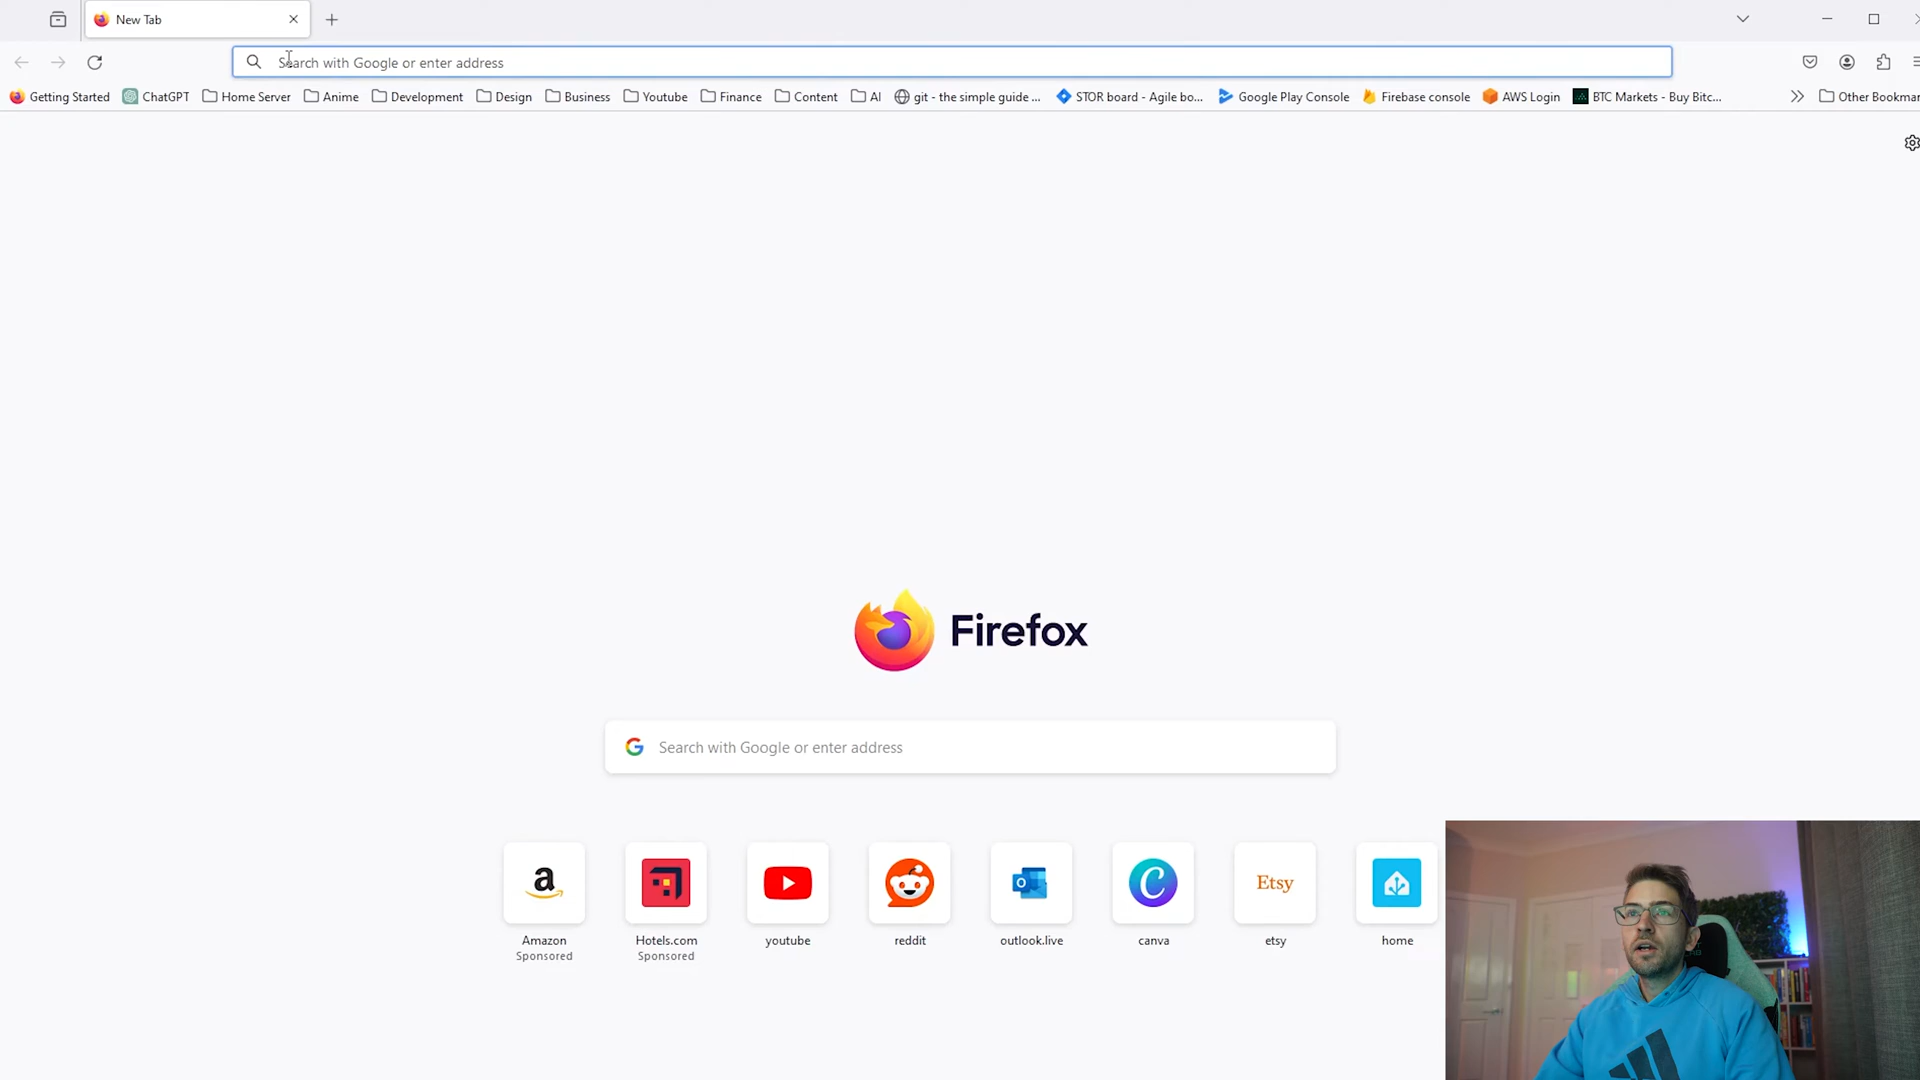 New Tab
Search with Google or enter address
Getting Started ChatGPT Home Server Anime Development Design Business Youtube Finance Content AI git - the simple guide ... STOR board - Agile bo... Google Play Console Firebase console AWS Login BTC Markets - Buy Bitc... Other Bookmar
Firefox
Search with Google or enter address
a
Etsy
Amazon Hotels.com youtube reddit outlook.live canva etsy home
Sponsored Sponsored